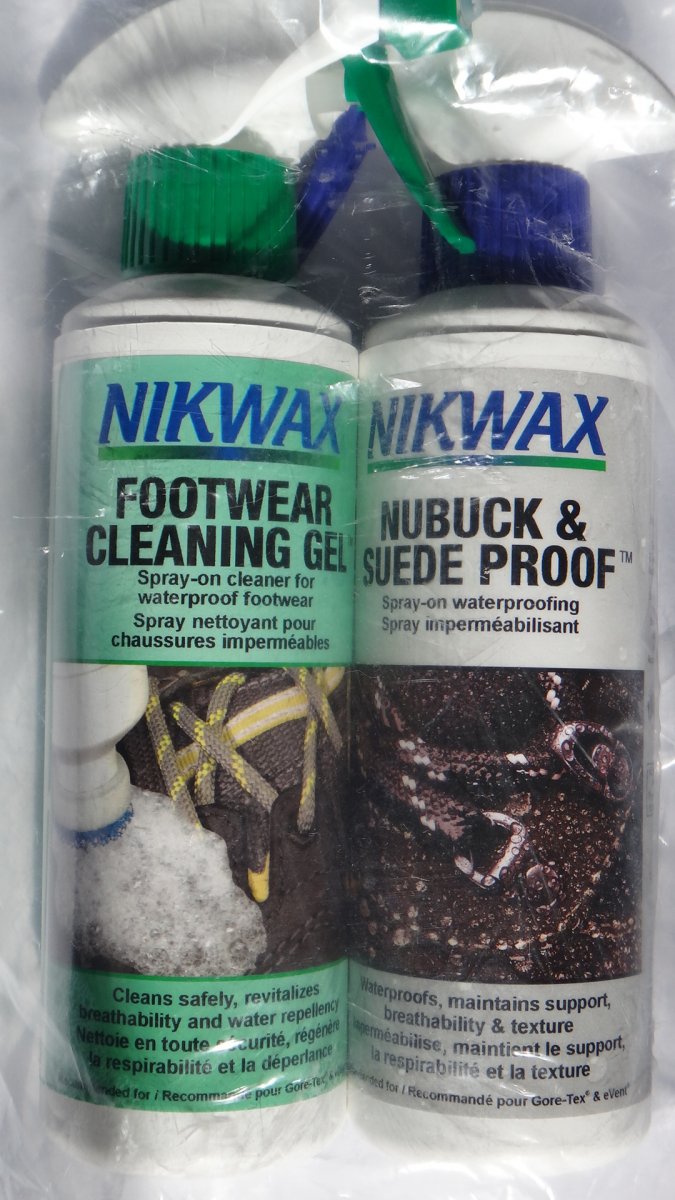 NIKWAX
FOOTWEAR
CLEANING GEL™
Spray-on cleaner for
waterproof footwear
Spray nettoyant pour
chaussures imperméables
Cleans safely, revitalizes
breathability and water repellency
Nettoie en toute sécurité, régénère
la respirabilité et la déperlance
for / Recommandé pour Gore-Tex® &
NIKWAX
NUBUCK &
SUEDE PROOF™
Spray-on waterproofing
Spray imperméabilisant
Waterproofs, maintains support,
breathability & texture
imperméabilise, maintient le support,
la respirabilité et la texture
for / Recommandé pour Gore-Tex® & eVent®